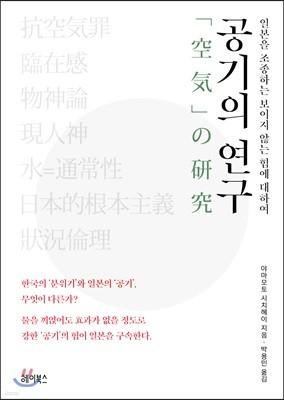 抗空気罪
臨在感
物神論
現人神
水=通常性
日本的根本主義
狀況倫理
일본을 조종하는 보이지 않는 힘에 대하여
공기의 연구
「空気」の研究
한국의 '분위기'와 일본의 '공기',
무엇이 다른가?
물을 끼얹어도 효과가 없을 정도로
강한 '공기'의 힘이 일본을 구속한다.
야마모토 시치헤이 지음 · 박용민 옮김
헤이북스